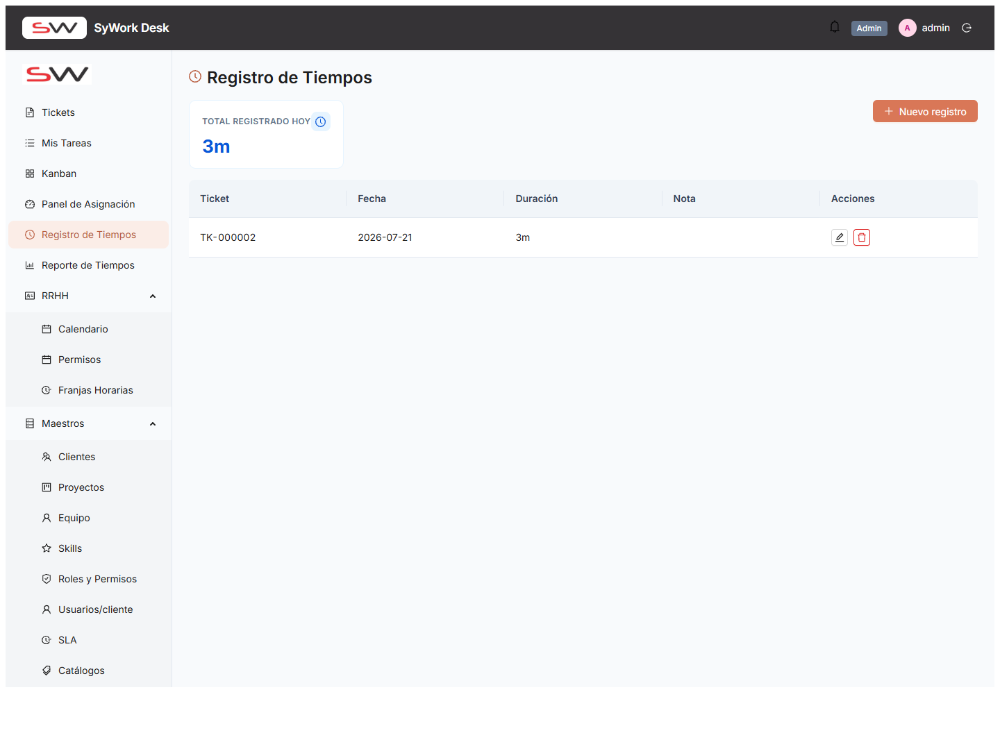 SW SyWork Desk Admin A admin
SW
Tickets
Mis Tareas
Kanban
Panel de Asignación
Registro de Tiempos
Reporte de Tiempos
RRHH
Calendario
Permisos
Franjas Horarias
Maestros
Clientes
Proyectos
Equipo
Skills
Roles y Permisos
Usuarios/cliente
SLA
Catálogos
Registro de Tiempos
TOTAL REGISTRADO HOY
3m
+ Nuevo registro
Ticket Fecha Duración Nota Acciones
TK-000002 2026-07-21 3m